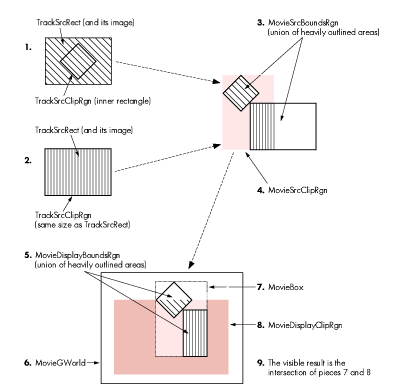 TrackSrcRect (and its image)
1.
TrackSrcClipRgn (inner rectangle)
3. MovieSrcBoundsRgn
(union of heavily outlined areas)
TrackSrcRect (and its image)
2.
TrackSrcClipRgn
(same size as TrackSrcRect)
4. MovieSrcClipRgn
5. MovieDisplayBoundsRgn
(union of heavily outlined areas)
7. MovieBox
8. MovieDisplayClipRgn
6. MovieGWorld
9. The visible result is the
intersection of pieces 7 and 8